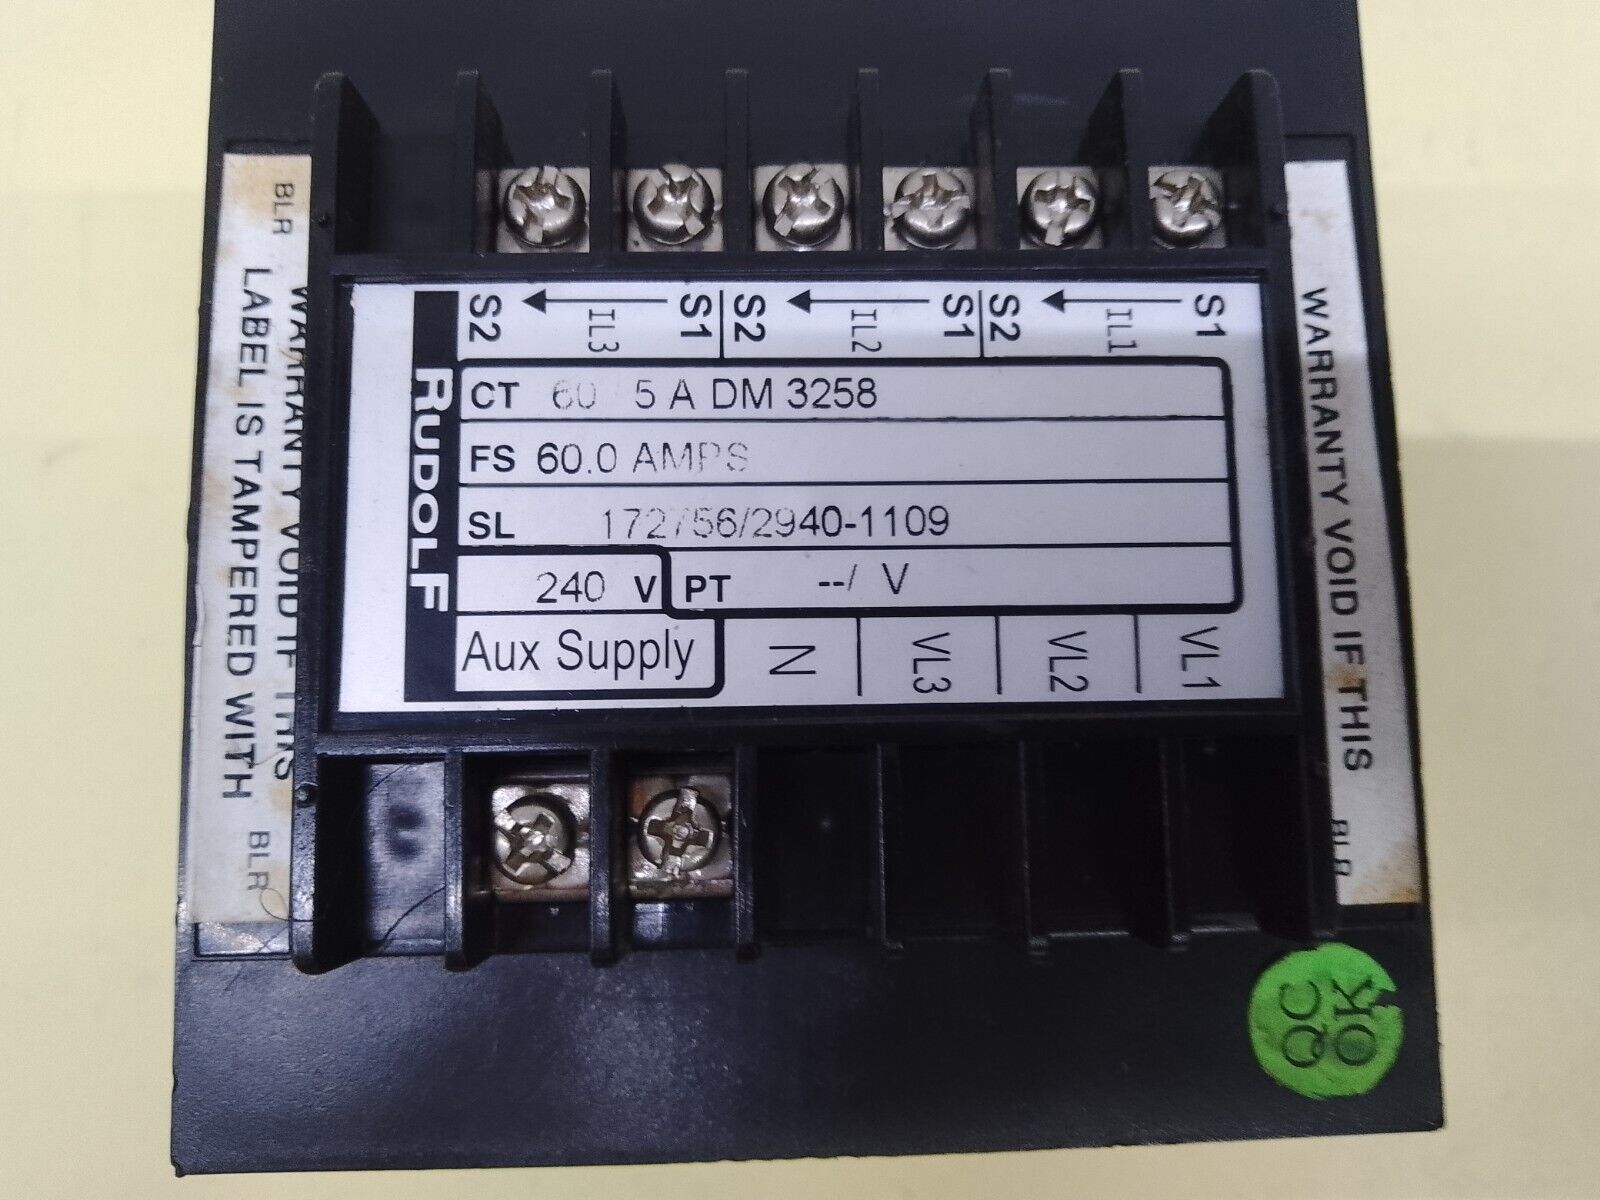 S2 IL3 S1 S2 IL2 S1 S2 IL1 S1
RUDOLF
CT 60 / 5 A DM 3258
FS 60.0 AMPS
SL 172756/2940-1109
240 V PT --/ V
Aux Supply N VL3 VL2 VL1
BLR WARRANTY VOID IF THIS
LABEL IS TAMPERED WITH BLR
WARRANTY VOID IF THIS BLR
QC
OK